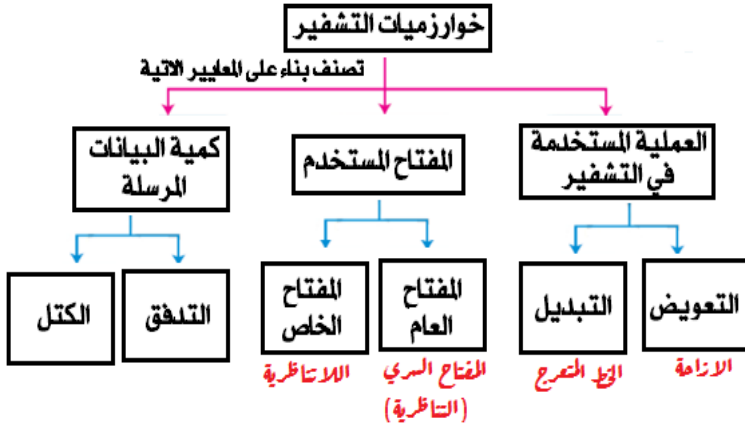 خوارزميات التشفير
تصنف بناء على المعايير الاتية
العملية المستخدمة
في التشفير
المفتاح المستخدم
كمية البيانات
المرسلة
التعويض
التبديل
المفتاح
العام
المفتاح
الخاص
التدفق
الكتل
الازاحة
الخط المتعرج
المفتاح السري
(التناظرية)
اللاتناظرية